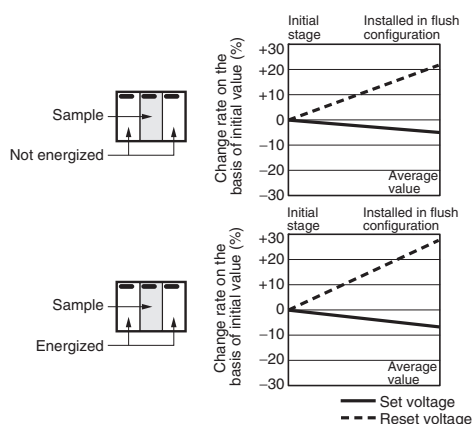 Initial
stage
Installed in flush
configuration
Change rate on the
basis of initial value (%)
+30
+20
+10
0
−10
−20
−30
Average
value
Sample
Not energized
Initial
stage
Installed in flush
configuration
Change rate on the
basis of initial value (%)
+30
+20
+10
0
−10
−20
−30
Average
value
Sample
Energized
Set voltage
Reset voltage